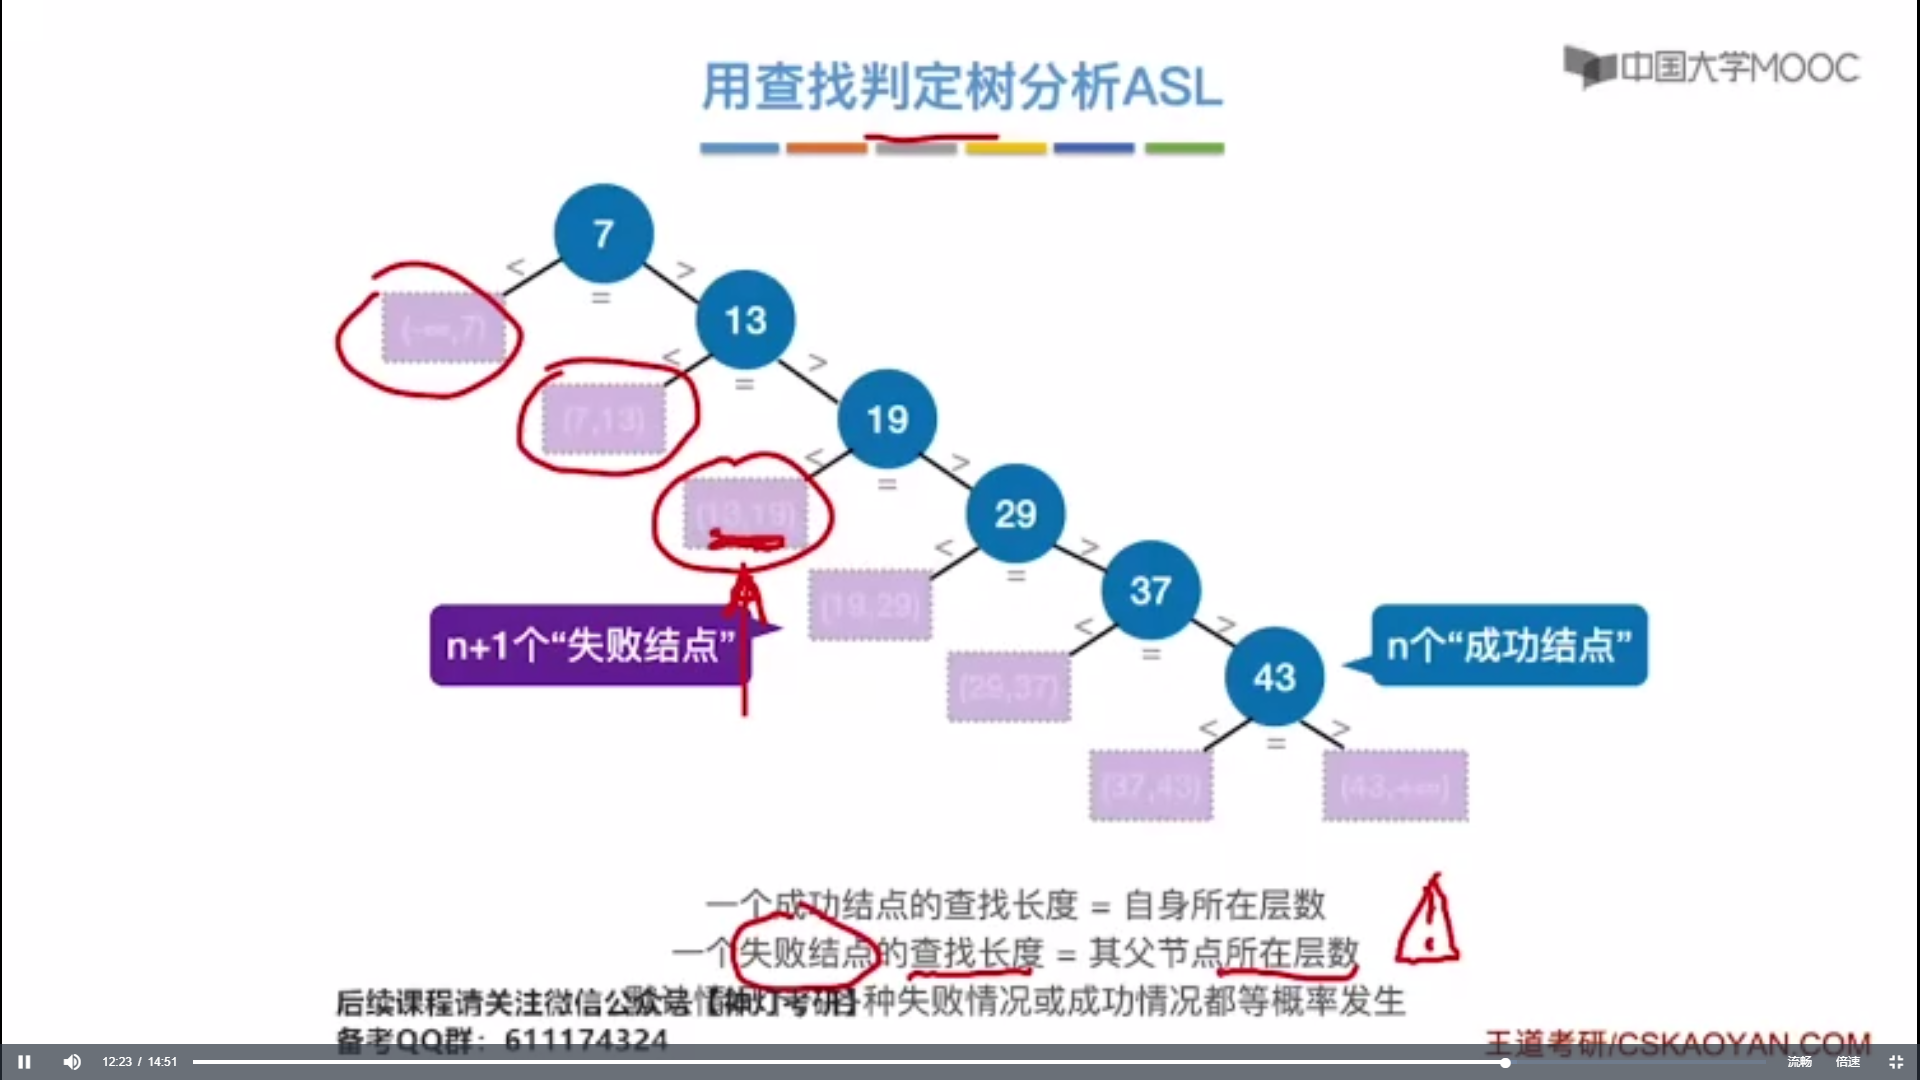 用查找判定树分析ASL
中国大学MOOC
7
<
>
=
(-∞,7)
13
<
>
=
(7,13)
19
<
>
=
(13,19)
29
<
>
=
(19,29)
37
<
>
=
(29,37)
43
<
>
=
(37,43)
(43,+∞)
n+1个“失败结点”
n个“成功结点”
一个成功结点的查找长度 = 自身所在层数
一个失败结点的查找长度 = 其父节点所在层数
种失败情况或成功情况都等概率发生
后续课程请关注微信公众号【神灯考研】
备考QQ群：611174324
王道考研/CSKAOYAN.COM
12:23 / 14:51
流畅
倍速